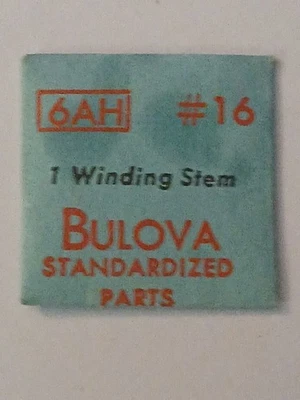 6AH #16
1 Winding Stem
BULOVA
STANDARDIZED
PARTS